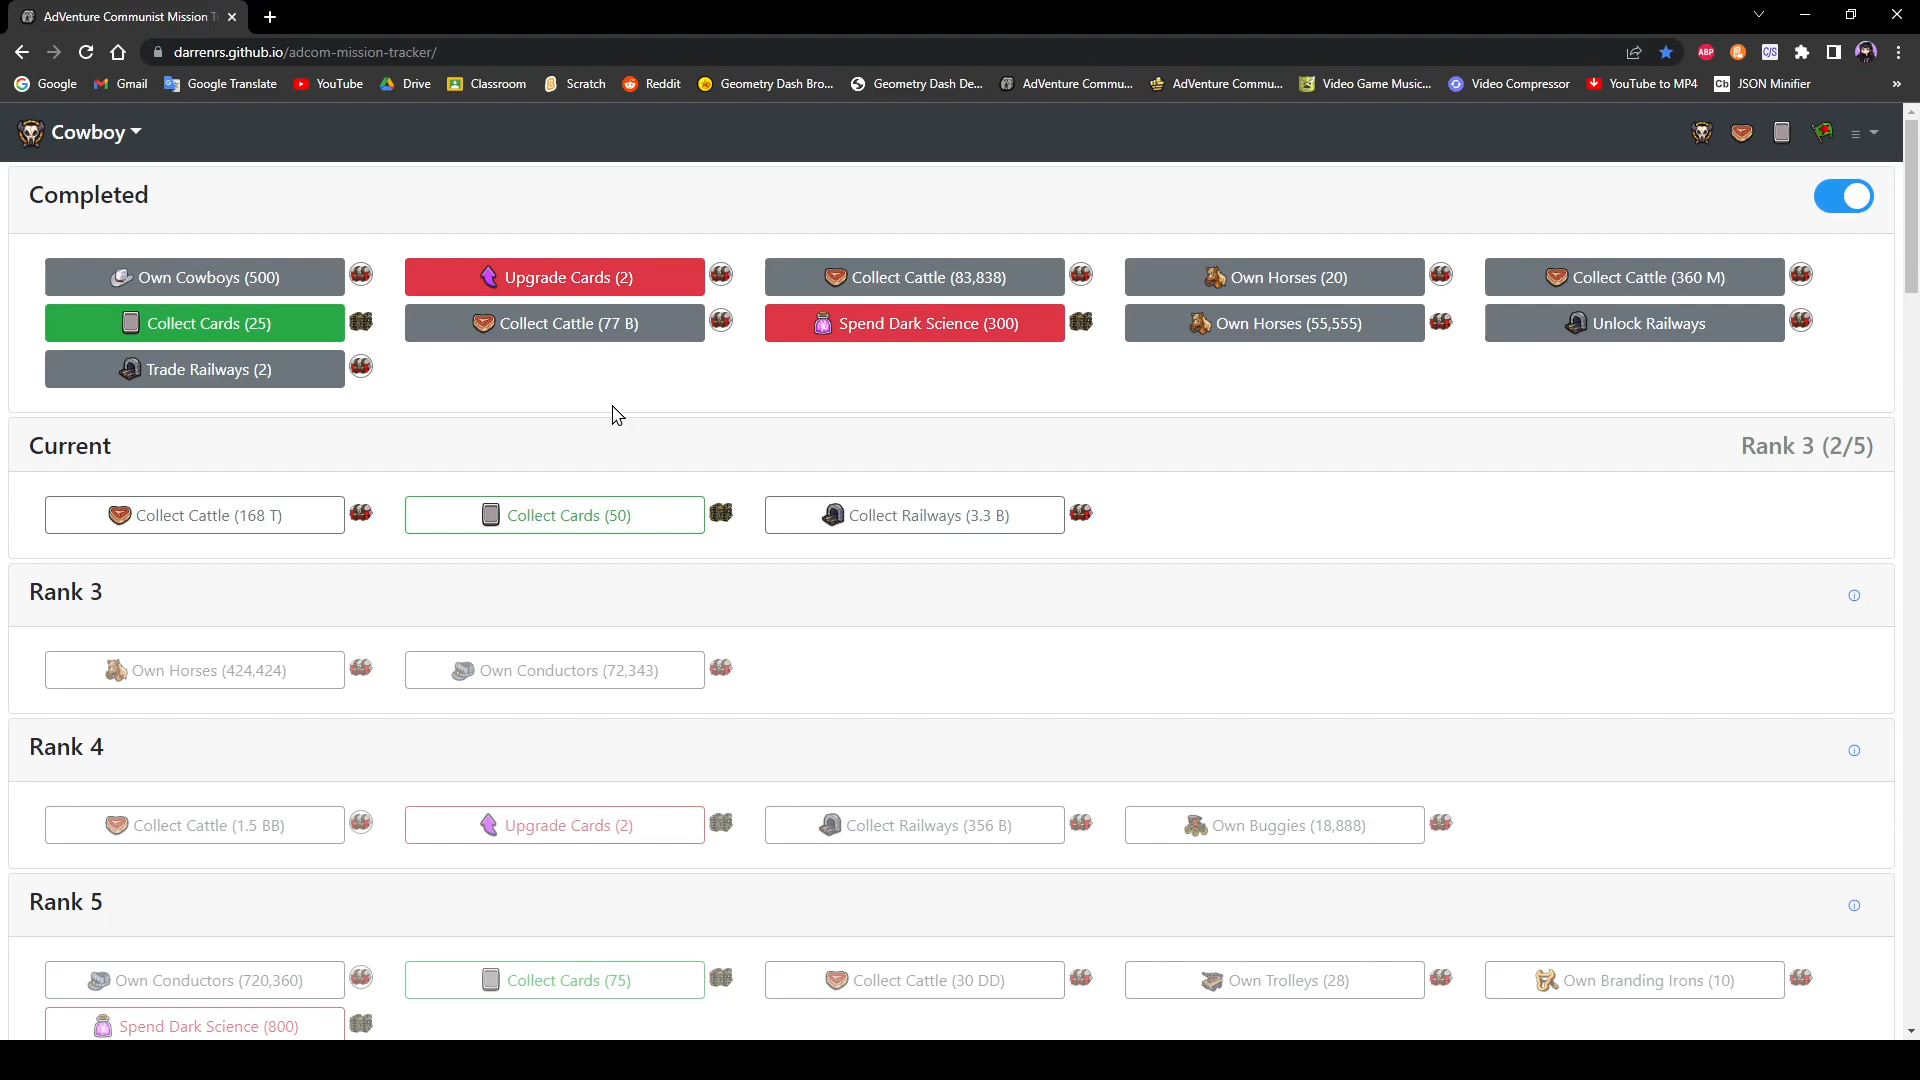 AdVenture Communist Mission T
darrenrs.github.io/adcom-mission-tracker/
ABP
C/S
Google Gmail Google Translate YouTube Drive Classroom Scratch Reddit Geometry Dash Bro... Geometry Dash De... AdVenture Commu... AdVenture Commu... Video Game Music... Video Compressor YouTube to MP4 Cb JSON Minifier »
Cowboy
Completed
Own Cowboys (500) Upgrade Cards (2) Collect Cattle (83,838) Own Horses (20) Collect Cattle (360 M)
Collect Cards (25) Collect Cattle (77 B) Spend Dark Science (300) Own Horses (55,555) Unlock Railways
Trade Railways (2)
Current Rank 3 (2/5)
Collect Cattle (168 T) Collect Cards (50) Collect Railways (3.3 B)
Rank 3
Own Horses (424,424) Own Conductors (72,343)
Rank 4
Collect Cattle (1.5 BB) Upgrade Cards (2) Collect Railways (356 B) Own Buggies (18,888)
Rank 5
Own Conductors (720,360) Collect Cards (75) Collect Cattle (30 DD) Own Trolleys (28) Own Branding Irons (10)
Spend Dark Science (800)